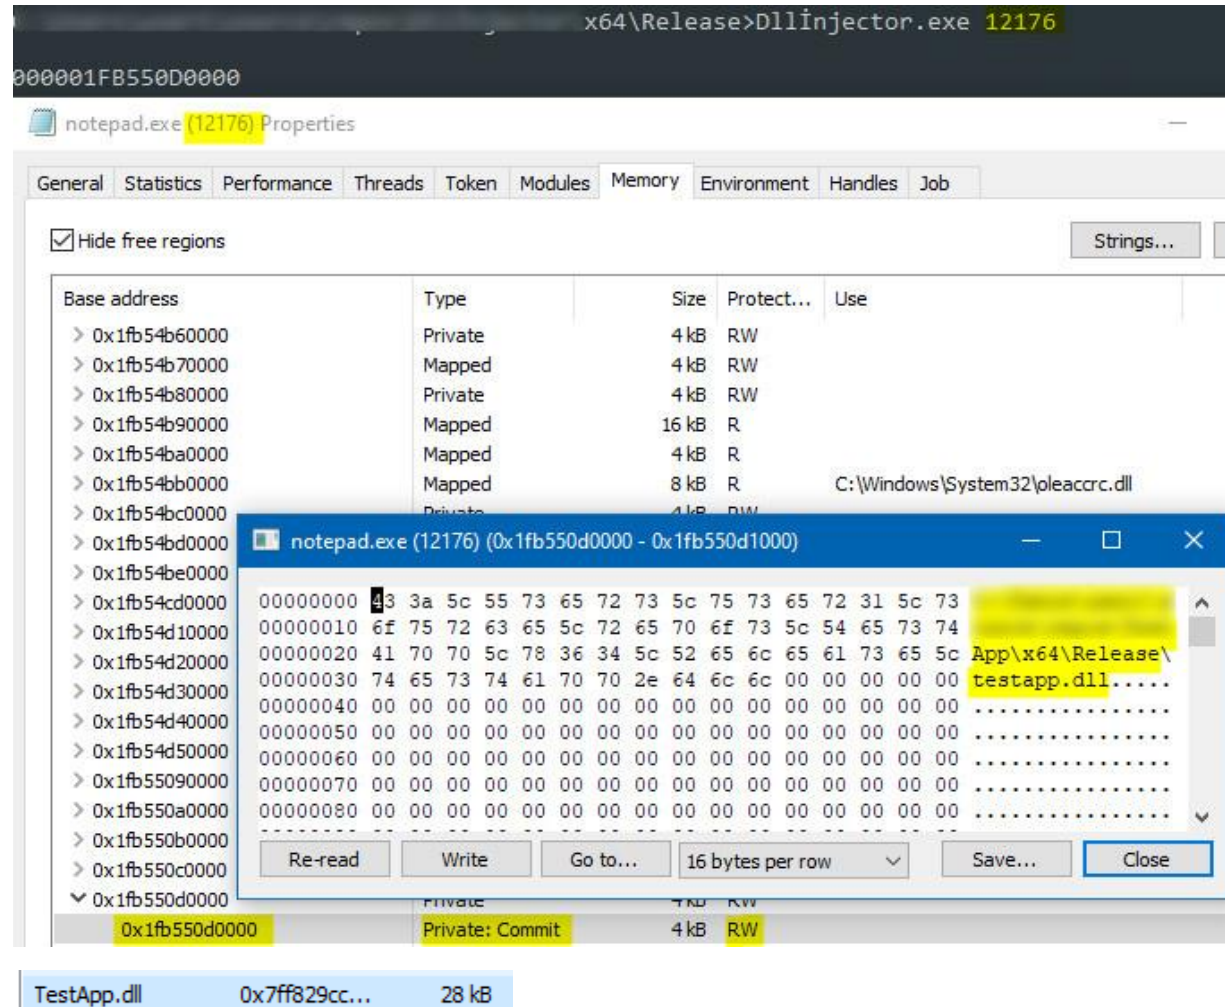 x64\Release>Dllİnjector.exe 12176
000001FB550D0000
notepad.exe (12176) Properties
General Statistics Performance Threads Token Modules Memory Environment Handles Job
Hide free regions
Strings...
Base address Type Size Protect... Use
0x1fb54b60000 Private 4 kB RW
0x1fb54b70000 Mapped 4 kB RW
0x1fb54b80000 Private 4 kB RW
0x1fb54b90000 Mapped 16 kB R
0x1fb54ba0000 Mapped 4 kB R
0x1fb54bb0000 Mapped 8 kB R C:\Windows\System32\oleaccrc.dll
0x1fb54bc0000 Private 4 kB RW
0x1fb54bd0000
0x1fb54be0000
0x1fb54cd0000
0x1fb54d10000
0x1fb54d20000
0x1fb54d30000
0x1fb54d40000
0x1fb54d50000
0x1fb55090000
0x1fb550a0000
0x1fb550b0000
0x1fb550c0000
0x1fb550d0000 Private 4 kB RW
0x1fb550d0000 Private: Commit 4 kB RW
notepad.exe (12176) (0x1fb550d0000 - 0x1fb550d1000)
00000000 43 3a 5c 55 73 65 72 73 5c 75 73 65 72 31 5c 73
00000010 6f 75 72 63 65 5c 72 65 70 6f 73 5c 54 65 73 74
00000020 41 70 70 5c 78 36 34 5c 52 65 6c 65 61 73 65 5c App\x64\Release\
00000030 74 65 73 74 61 70 70 2e 64 6c 6c 00 00 00 00 00 testapp.dll.....
00000040 00 00 00 00 00 00 00 00 00 00 00 00 00 00 00 00 ................
00000050 00 00 00 00 00 00 00 00 00 00 00 00 00 00 00 00 ................
00000060 00 00 00 00 00 00 00 00 00 00 00 00 00 00 00 00 ................
00000070 00 00 00 00 00 00 00 00 00 00 00 00 00 00 00 00 ................
00000080 00 00 00 00 00 00 00 00 00 00 00 00 00 00 00 00 ................
Re-read Write Go to... 16 bytes per row Save... Close
TestApp.dll 0x7ff829cc... 28 kB